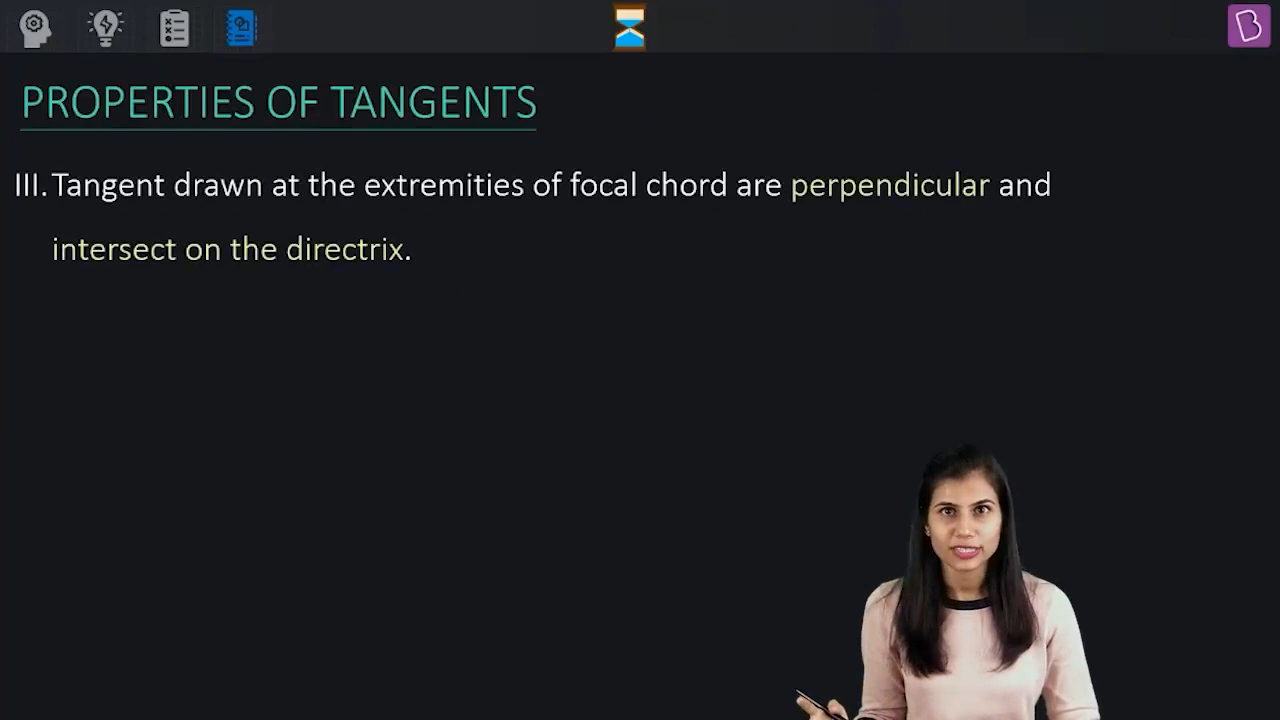 PROPERTIES OF TANGENTS
III. Tangent drawn at the extremities of focal chord are perpendicular and
intersect on the directrix.